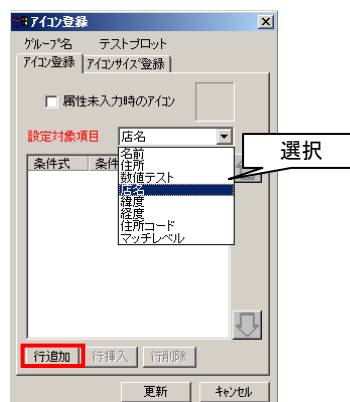 アイコン登録
グループ名 テストプロット
アイコン登録 アイコンサイズ登録
属性未入力時のアイコン
設定対象項目 店名
選択
条件式 条件
名前
住所
数値テスト
店名
緯度
経度
住所コード
マッチレベル
行追加 行挿入 行削除
更新 キャンセル